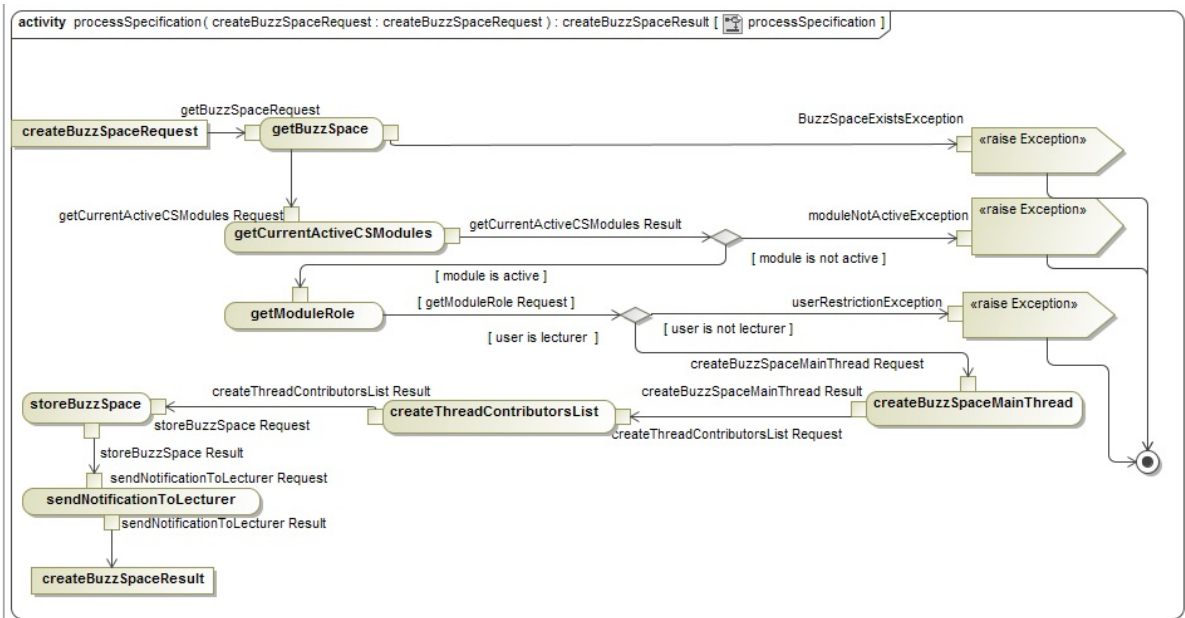 activity processSpecification( createBuzzSpaceRequest : createBuzzSpaceRequest ) : createBuzzSpaceResult [ processSpecification ]
getBuzzSpaceRequest
createBuzzSpaceRequest
getBuzzSpace
BuzzSpaceExistsException
«raise Exception»
getCurrentActiveCSModules Request
getCurrentActiveCSModules
getCurrentActiveCSModules Result
moduleNotActiveException
«raise Exception»
[ module is not active ]
[ module is active ]
getModuleRole
[ getModuleRole Request ]
userRestrictionException
«raise Exception»
[ user is lecturer ]
[ user is not lecturer ]
createBuzzSpaceMainThread Request
createBuzzSpaceMainThread
createBuzzSpaceMainThread Result
createThreadContributorsList Result
createThreadContributorsList
createThreadContributorsList Request
storeBuzzSpace
storeBuzzSpace Request
storeBuzzSpace Result
sendNotificationToLecturer Request
sendNotificationToLecturer
sendNotificationToLecturer Result
createBuzzSpaceResult